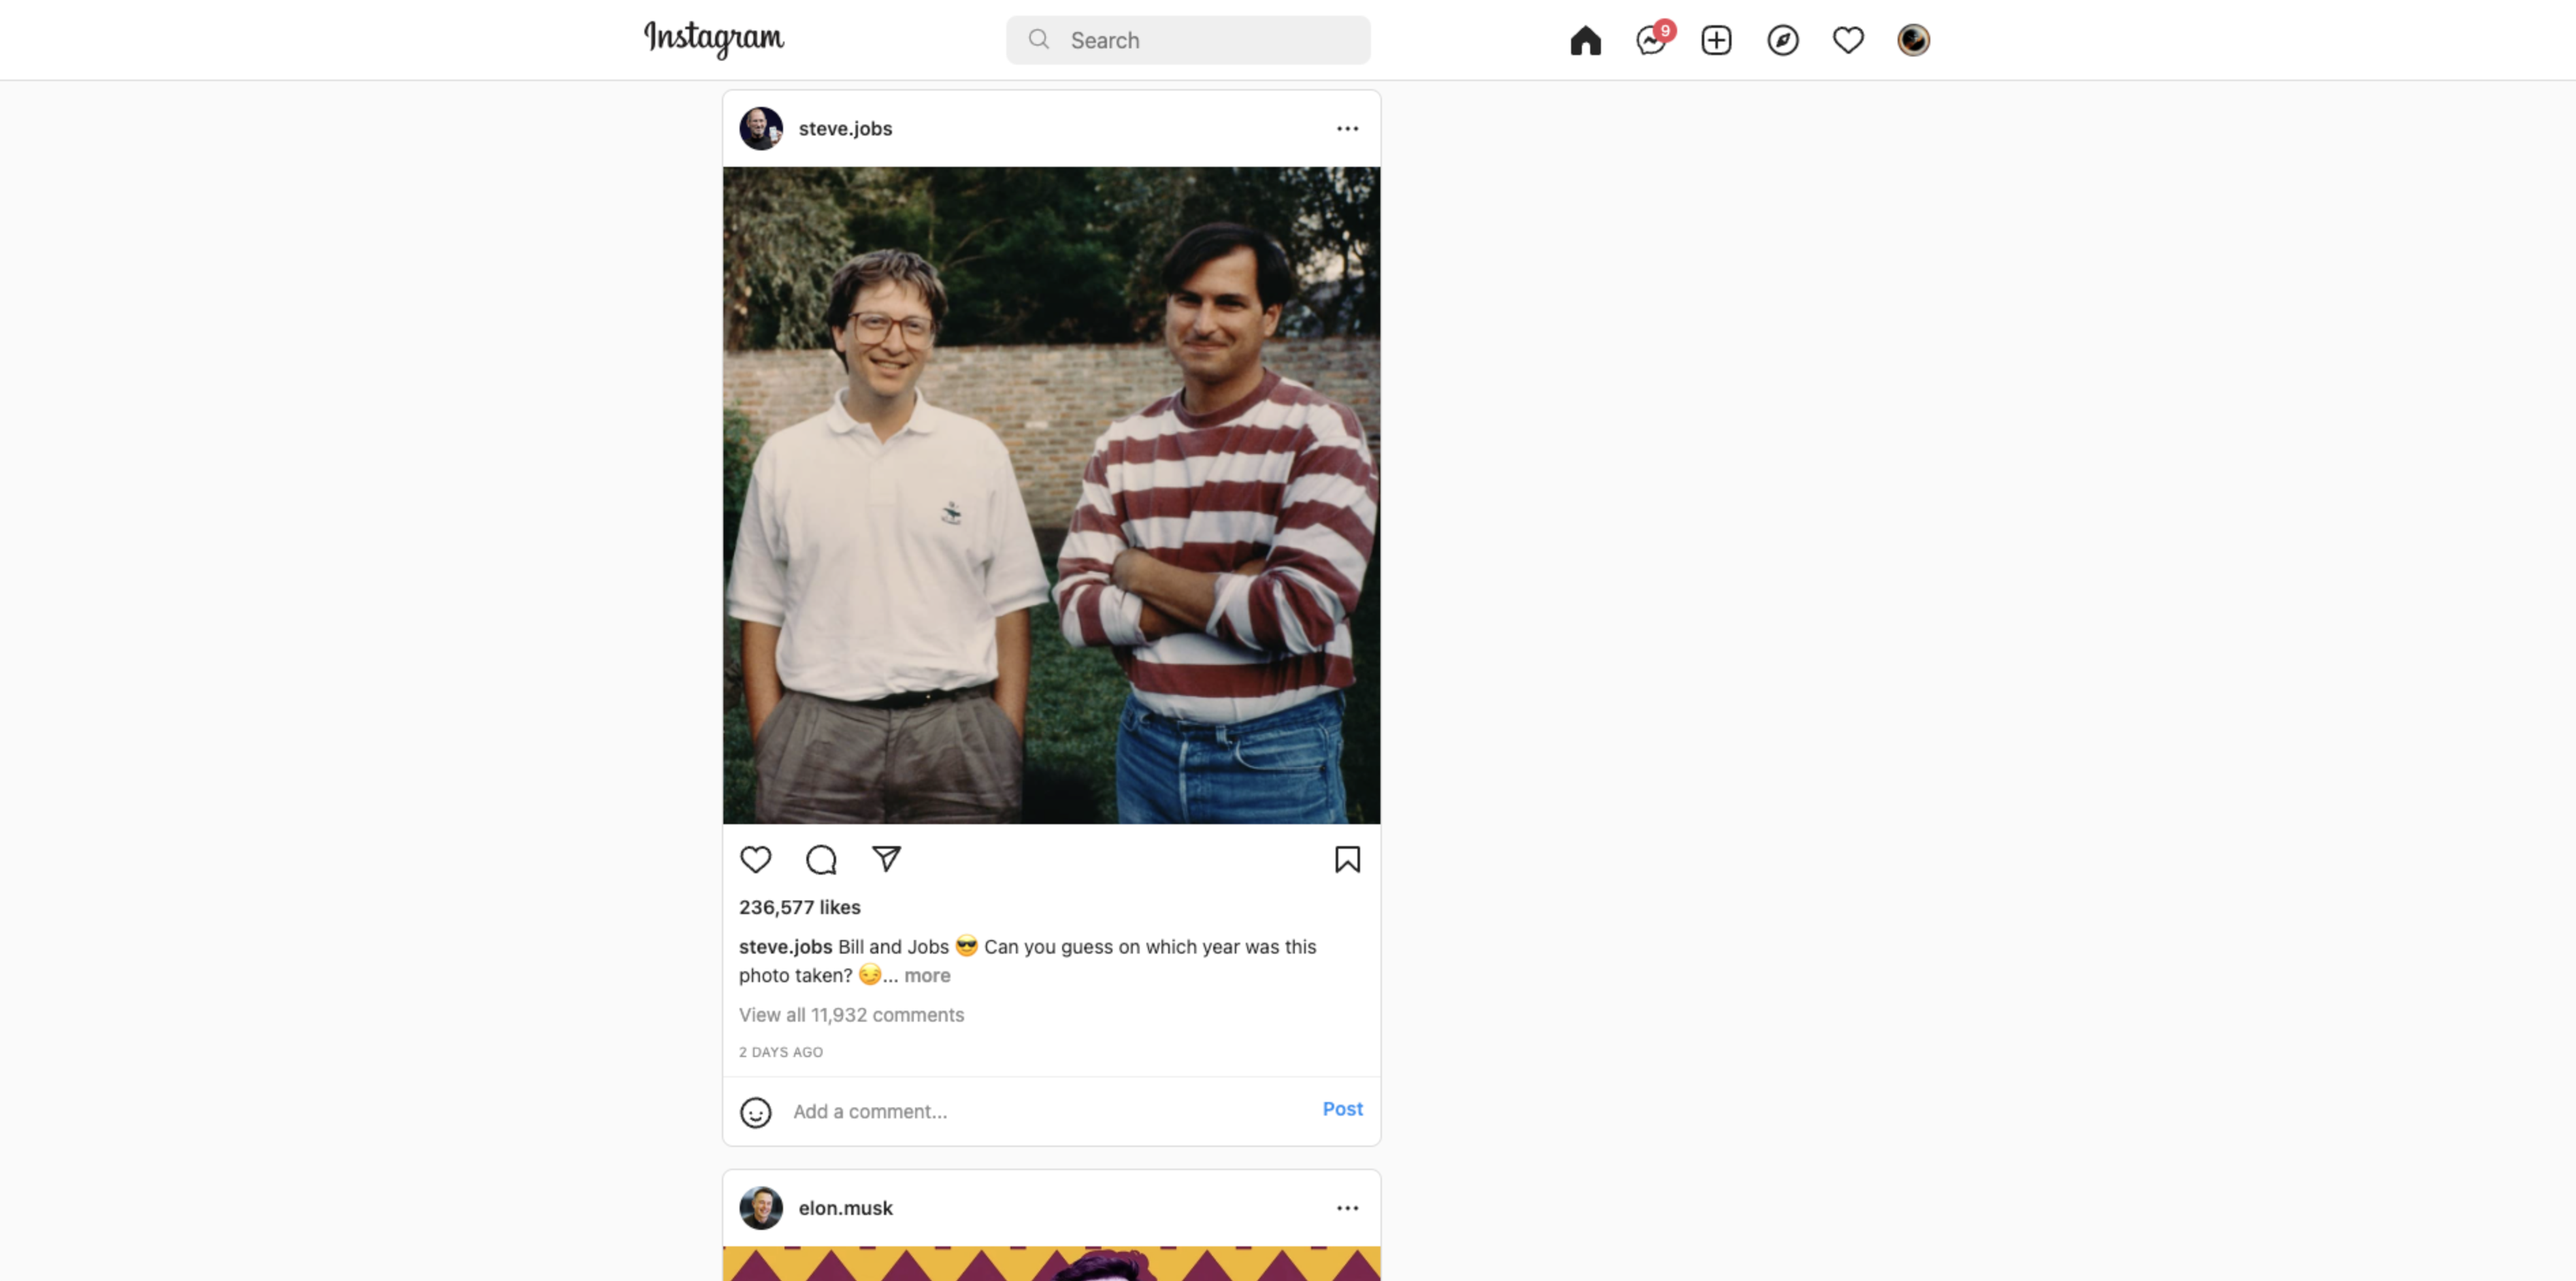 Instagram
Search
9
steve.jobs
236,577 likes
steve.jobs Bill and Jobs 😎 Can you guess on which year was this
photo taken? 😏... more
View all 11,932 comments
2 DAYS AGO
Add a comment...
Post
elon.musk